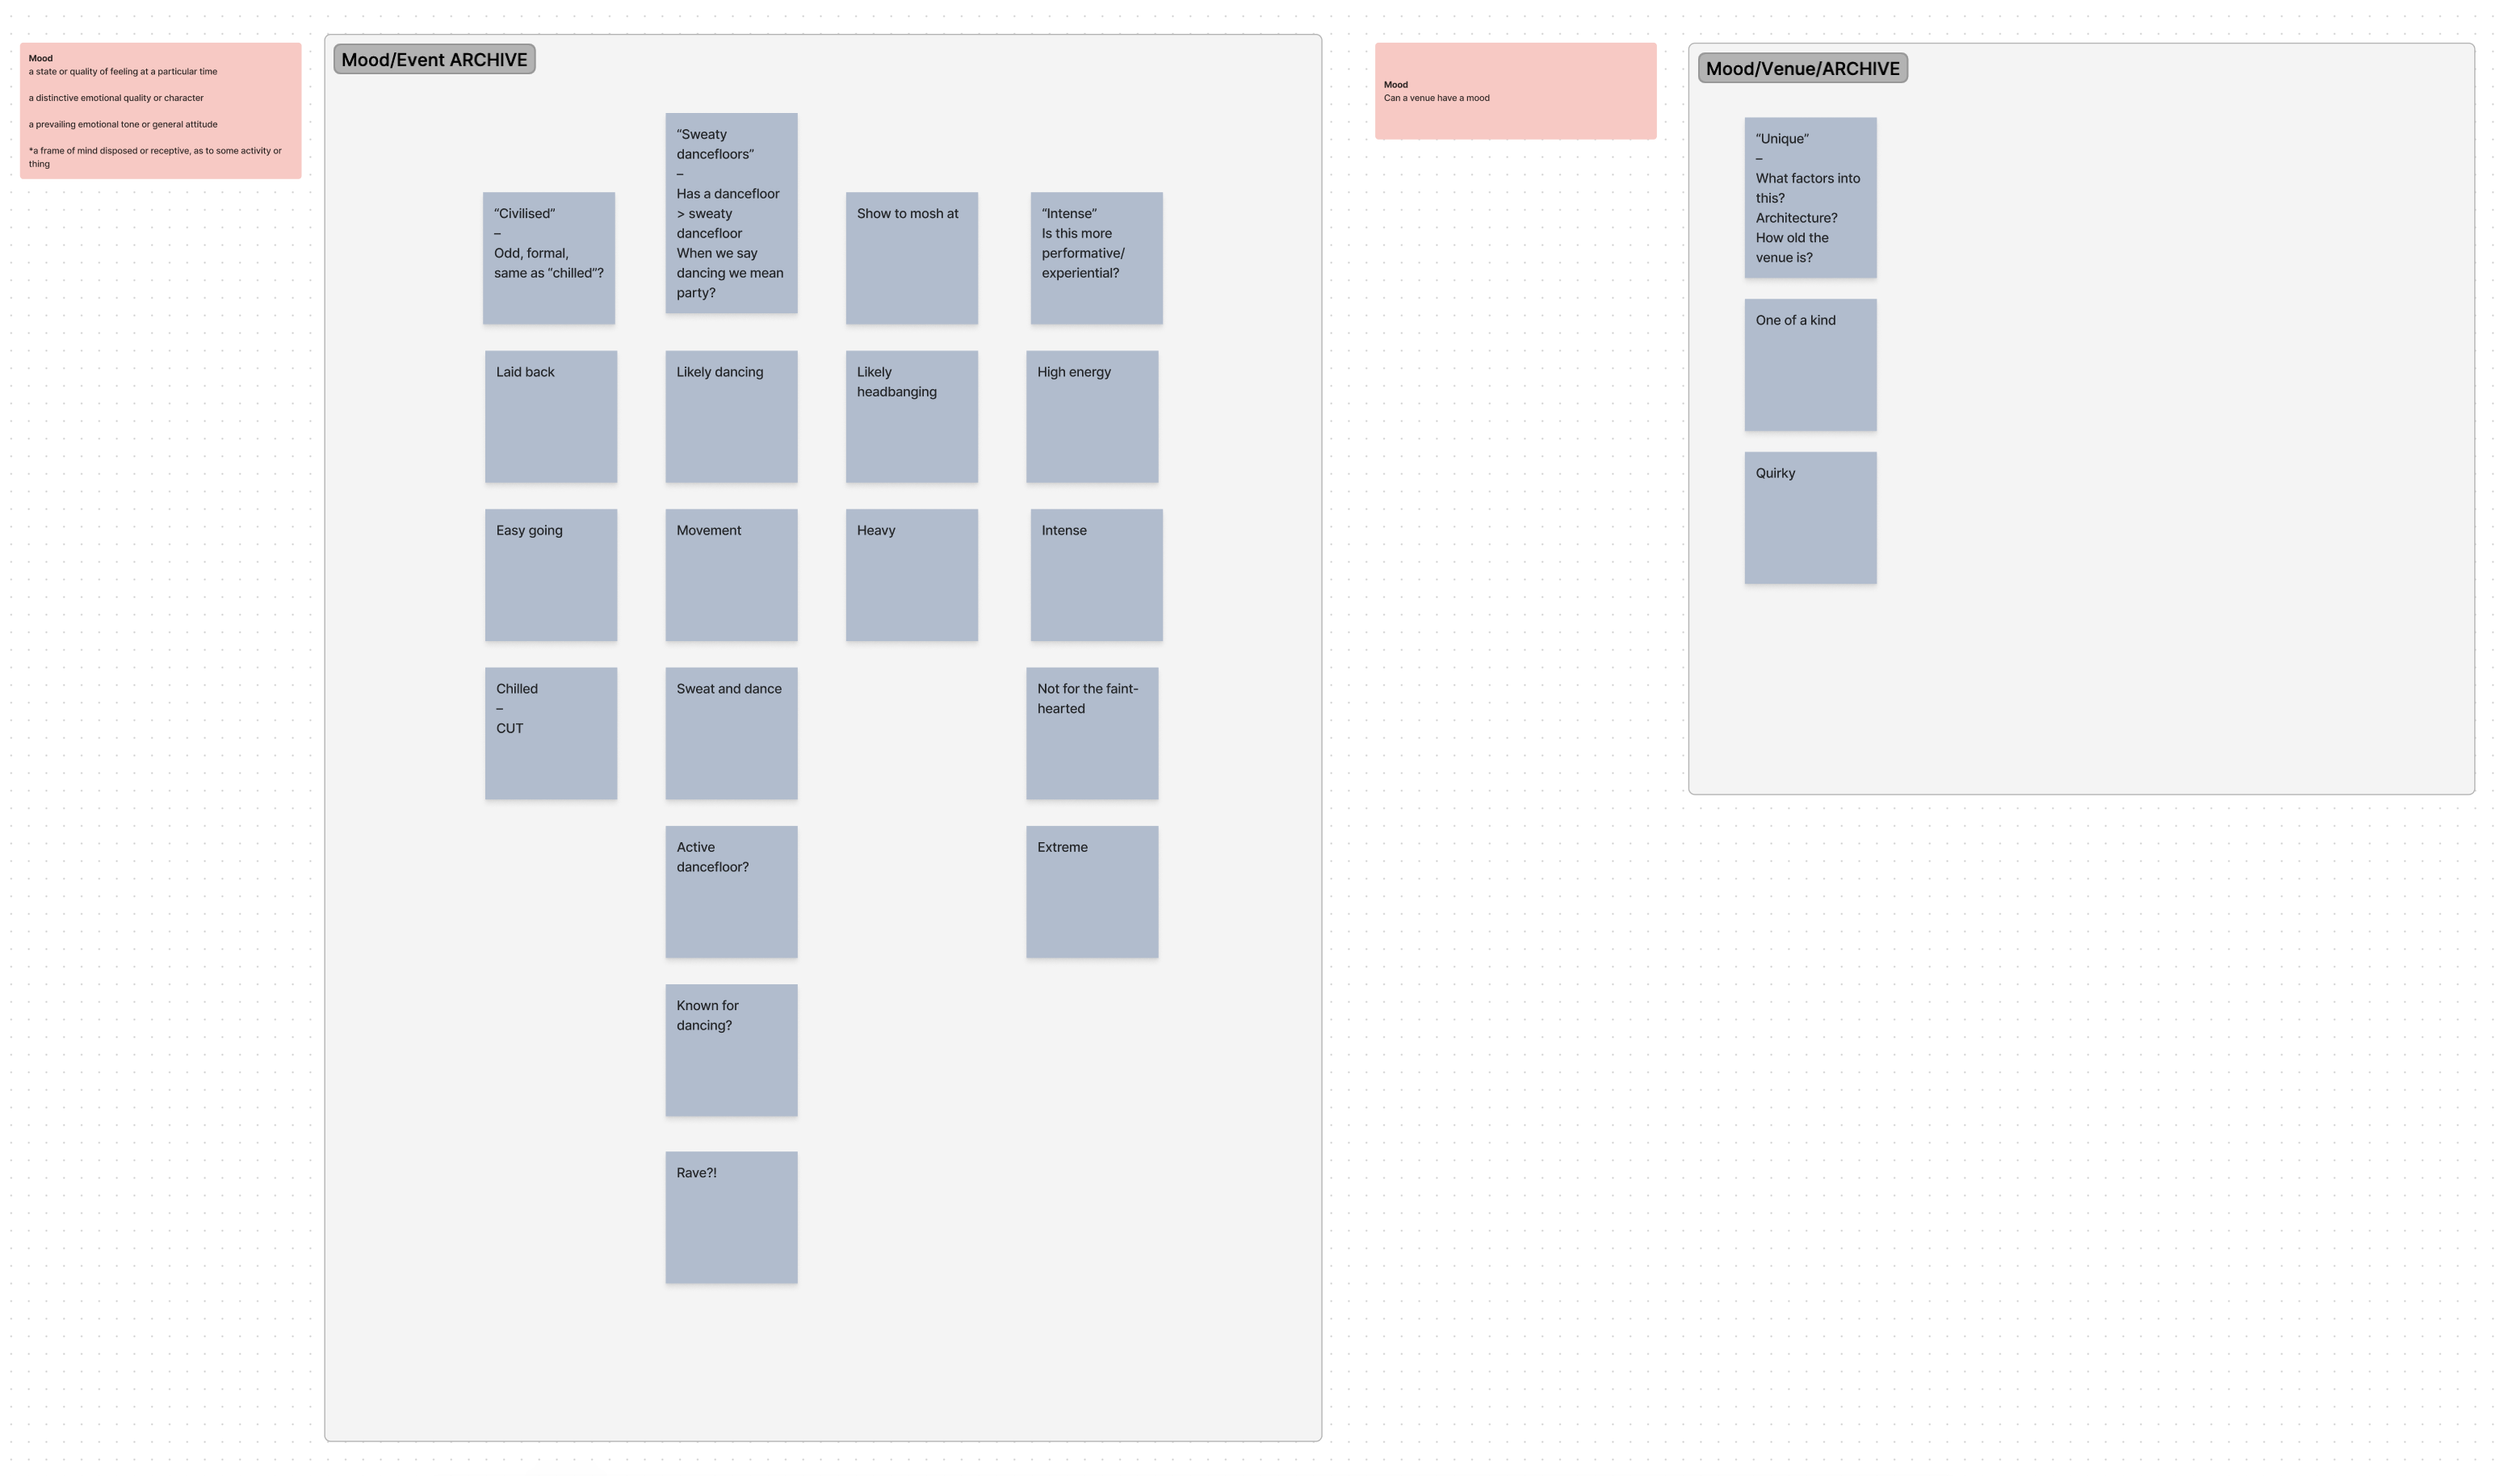 Mood
a state or quality of feeling at a particular time
a distinctive emotional quality or character
a prevailing emotional tone or general attitude
*a frame of mind disposed or receptive, as to some activity or
thing
Mood/Event ARCHIVE
“Civilised”
–
Odd, formal,
same as “chilled”?
Laid back
Easy going
Chilled
–
CUT
“Sweaty
dancefloors”
–
Has a dancefloor
> sweaty
dancefloor
When we say
dancing we mean
party?
Likely dancing
Movement
Sweat and dance
Active
dancefloor?
Known for
dancing?
Rave?!
Show to mosh at
Likely
headbanging
Heavy
“Intense”
Is this more
performative/
experiential?
High energy
Intense
Not for the faint-
hearted
Extreme
Mood
Can a venue have a mood
Mood/Venue/ARCHIVE
“Unique”
–
What factors into
this?
Architecture?
How old the
venue is?
One of a kind
Quirky